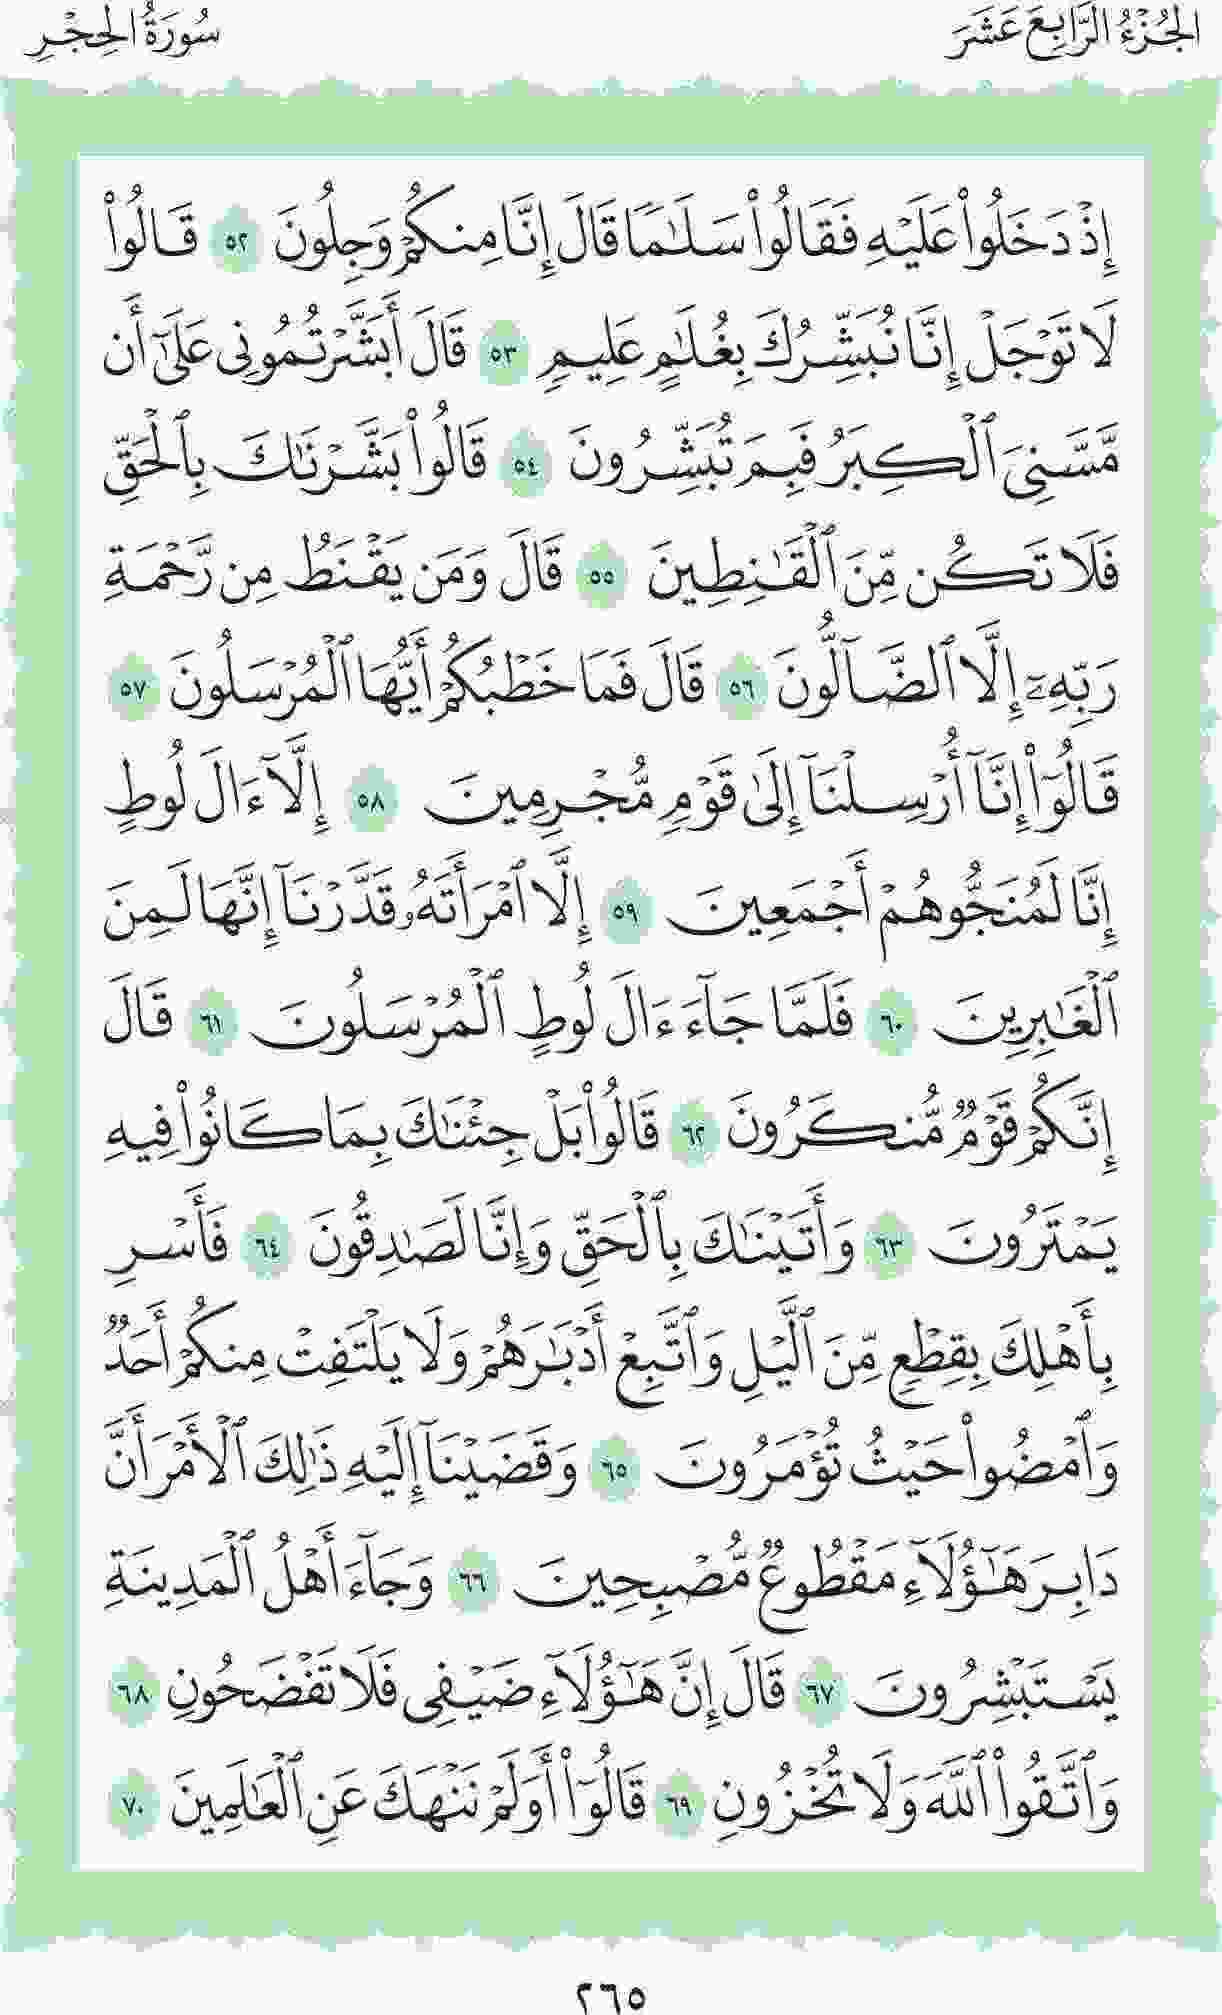 الجُزْءُ الرَّابِعَ عَشَرَ
سُورَةُ الحِجْرِ
إِذْ دَخَلُوا۟ عَلَيْهِ فَقَالُوا۟ سَلَـٰمًا قَالَ إِنَّا مِنكُمْ وَجِلُونَ ٥٢ قَالُوا۟
لَا تَوْجَلْ إِنَّا نُبَشِّرُكَ بِغُلَـٰمٍ عَلِيمٍ ٥٣ قَالَ أَبَشَّرْتُمُونِى عَلَىٰٓ أَن
مَّسَّنِىَ ٱلْكِبَرُ فَبِمَ تُبَشِّرُونَ ٥٤ قَالُوا۟ بَشَّرْنَـٰكَ بِٱلْحَقِّ
فَلَا تَكُن مِّنَ ٱلْقَـٰنِطِينَ ٥٥ قَالَ وَمَن يَقْنَطُ مِن رَّحْمَةِ
رَبِّهِۦٓ إِلَّا ٱلضَّآلُّونَ ٥٦ قَالَ فَمَا خَطْبُكُمْ أَيُّهَا ٱلْمُرْسَلُونَ ٥٧
قَالُوٓا۟ إِنَّآ أُرْسِلْنَآ إِلَىٰ قَوْمٍ مُّجْرِمِينَ ٥٨ إِلَّآ ءَالَ لُوطٍ
إِنَّا لَمُنَجُّوهُمْ أَجْمَعِينَ ٥٩ إِلَّا ٱمْرَأَتَهُۥ قَدَّرْنَآ إِنَّهَا لَمِنَ
ٱلْغَـٰبِرِينَ ٦٠ فَلَمَّا جَآءَ ءَالَ لُوطٍ ٱلْمُرْسَلُونَ ٦١ قَالَ
إِنَّكُمْ قَوْمٌ مُّنكَرُونَ ٦٢ قَالُوا۟ بَلْ جِئْنَـٰكَ بِمَا كَانُوا۟ فِيهِ
يَمْتَرُونَ ٦٣ وَأَتَيْنَـٰكَ بِٱلْحَقِّ وَإِنَّا لَصَـٰدِقُونَ ٦٤ فَأَسْرِ
بِأَهْلِكَ بِقِطْعٍ مِّنَ ٱلَّيْلِ وَٱتَّبِعْ أَدْبَـٰرَهُمْ وَلَا يَلْتَفِتْ مِنكُمْ أَحَدٌ
وَٱمْضُوا۟ حَيْثُ تُؤْمَرُونَ ٦٥ وَقَضَيْنَآ إِلَيْهِ ذَٰلِكَ ٱلْأَمْرَ أَنَّ
دَابِرَ هَـٰٓؤُلَآءِ مَقْطُوعٌ مُّصْبِحِينَ ٦٦ وَجَآءَ أَهْلُ ٱلْمَدِينَةِ
يَسْتَبْشِرُونَ ٦٧ قَالَ إِنَّ هَـٰٓؤُلَآءِ ضَيْفِى فَلَا تَفْضَحُونِ ٦٨
وَٱتَّقُوا۟ ٱللَّهَ وَلَا تُخْزُونِ ٦٩ قَالُوٓا۟ أَوَلَمْ نَنْهَكَ عَنِ ٱلْعَـٰلَمِينَ ٧٠
٢٦٥